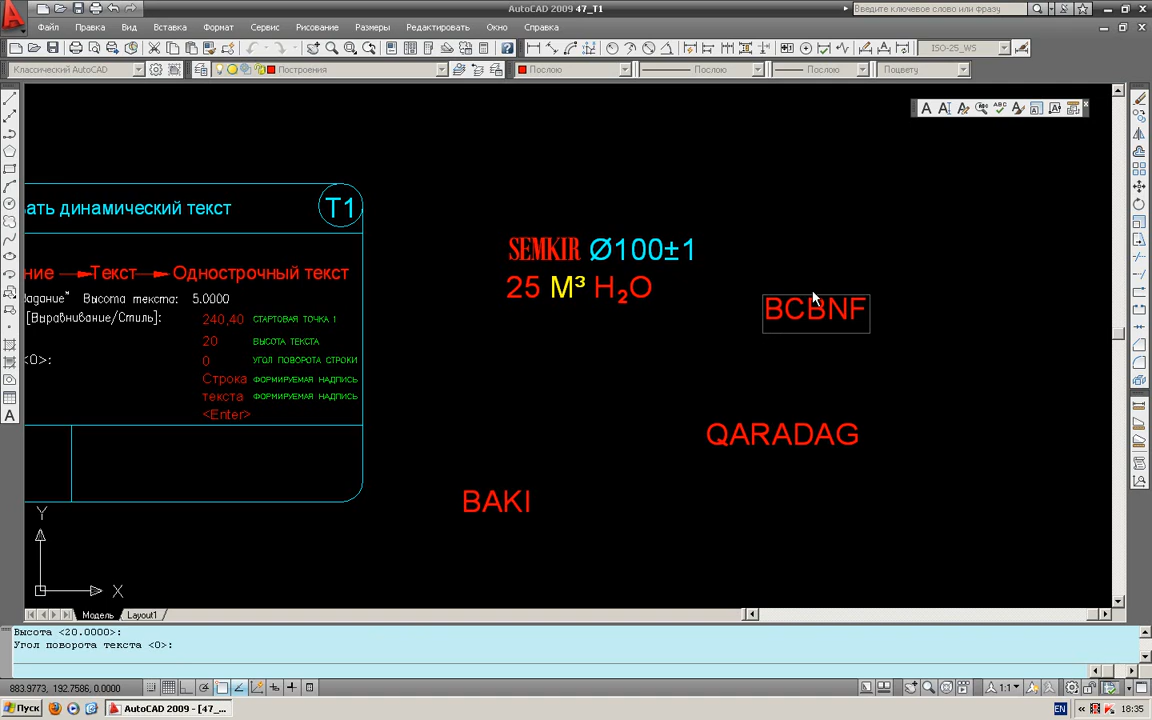 AutoCAD 2009 47_T1
Введите ключевое слово или фразу
Файл Правка Вид Вставка Формат Сервис Рисование Размеры Редактировать Окно Справка
ISO-25_WS
Классический AutoCAD
Построения
Послою
Послою
Послою
Поцвету
ать динамический текст
T1
ние Текст Однострочный текст
Задание" Высота текста: 5.0000
[Выравнивание/Стиль]:
240,40 СТАРТОВАЯ ТОЧКА 1
20 ВЫСОТА ТЕКСТА
<0>:
0 УГОЛ ПОВОРОТА СТРОКИ
Строка ФОРМИРУЕМАЯ НАДПИСЬ
текста ФОРМИРУЕМАЯ НАДПИСЬ
<Enter>
SEMKIR Ø100±1
25 M³ H₂O
BCBNF
QARADAG
BAKI
Y
X
Модель Layout1
Высота <20.0000>:
Угол поворота текста <0>:
883.9773, 192.7586, 0.0000
1:1
Пуск
AutoCAD 2009 - [47_...
EN
18:35